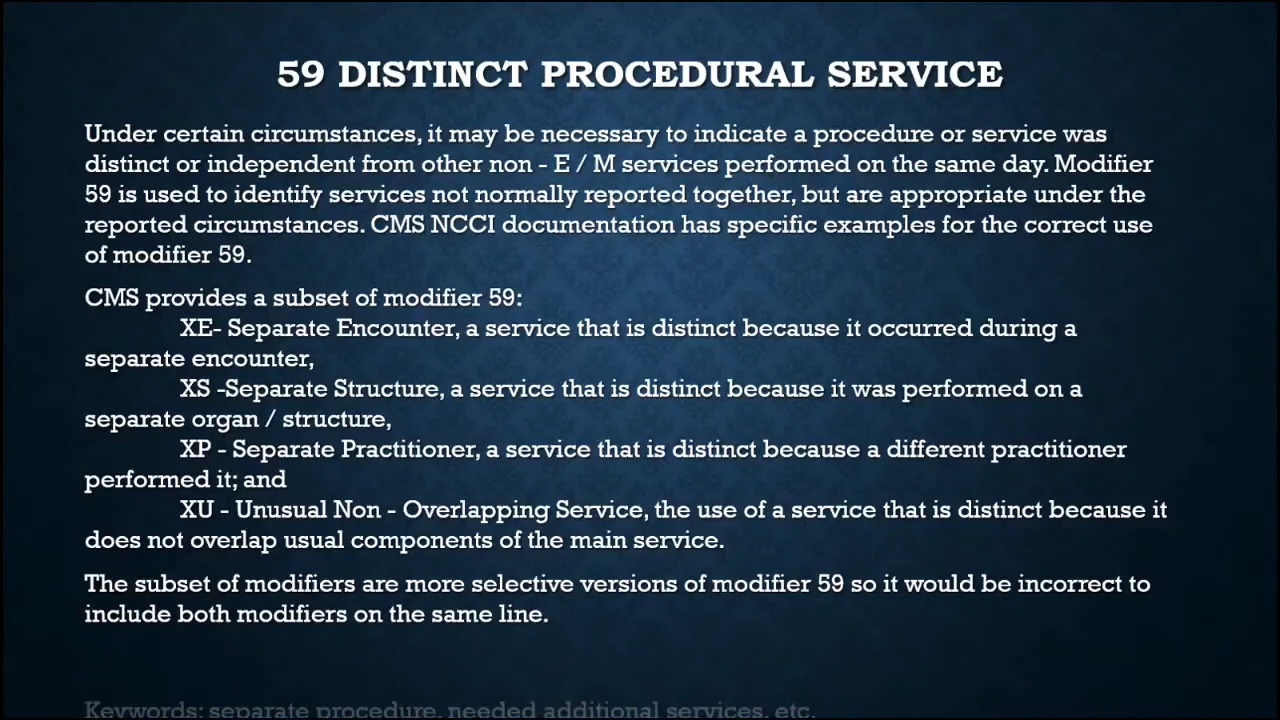 59 DISTINCT PROCEDURAL SERVICE
Under certain circumstances, it may be necessary to indicate a procedure or service was
distinct or independent from other non - E / M services performed on the same day. Modifier
59 is used to identify services not normally reported together, but are appropriate under the
reported circumstances. CMS NCCI documentation has specific examples for the correct use
of modifier 59.
CMS provides a subset of modifier 59:
XE- Separate Encounter, a service that is distinct because it occurred during a
separate encounter,
XS -Separate Structure, a service that is distinct because it was performed on a
separate organ / structure,
XP - Separate Practitioner, a service that is distinct because a different practitioner
performed it; and
XU - Unusual Non - Overlapping Service, the use of a service that is distinct because it
does not overlap usual components of the main service.
The subset of modifiers are more selective versions of modifier 59 so it would be incorrect to
include both modifiers on the same line.
Keywords: separate procedure, needed additional services, etc.